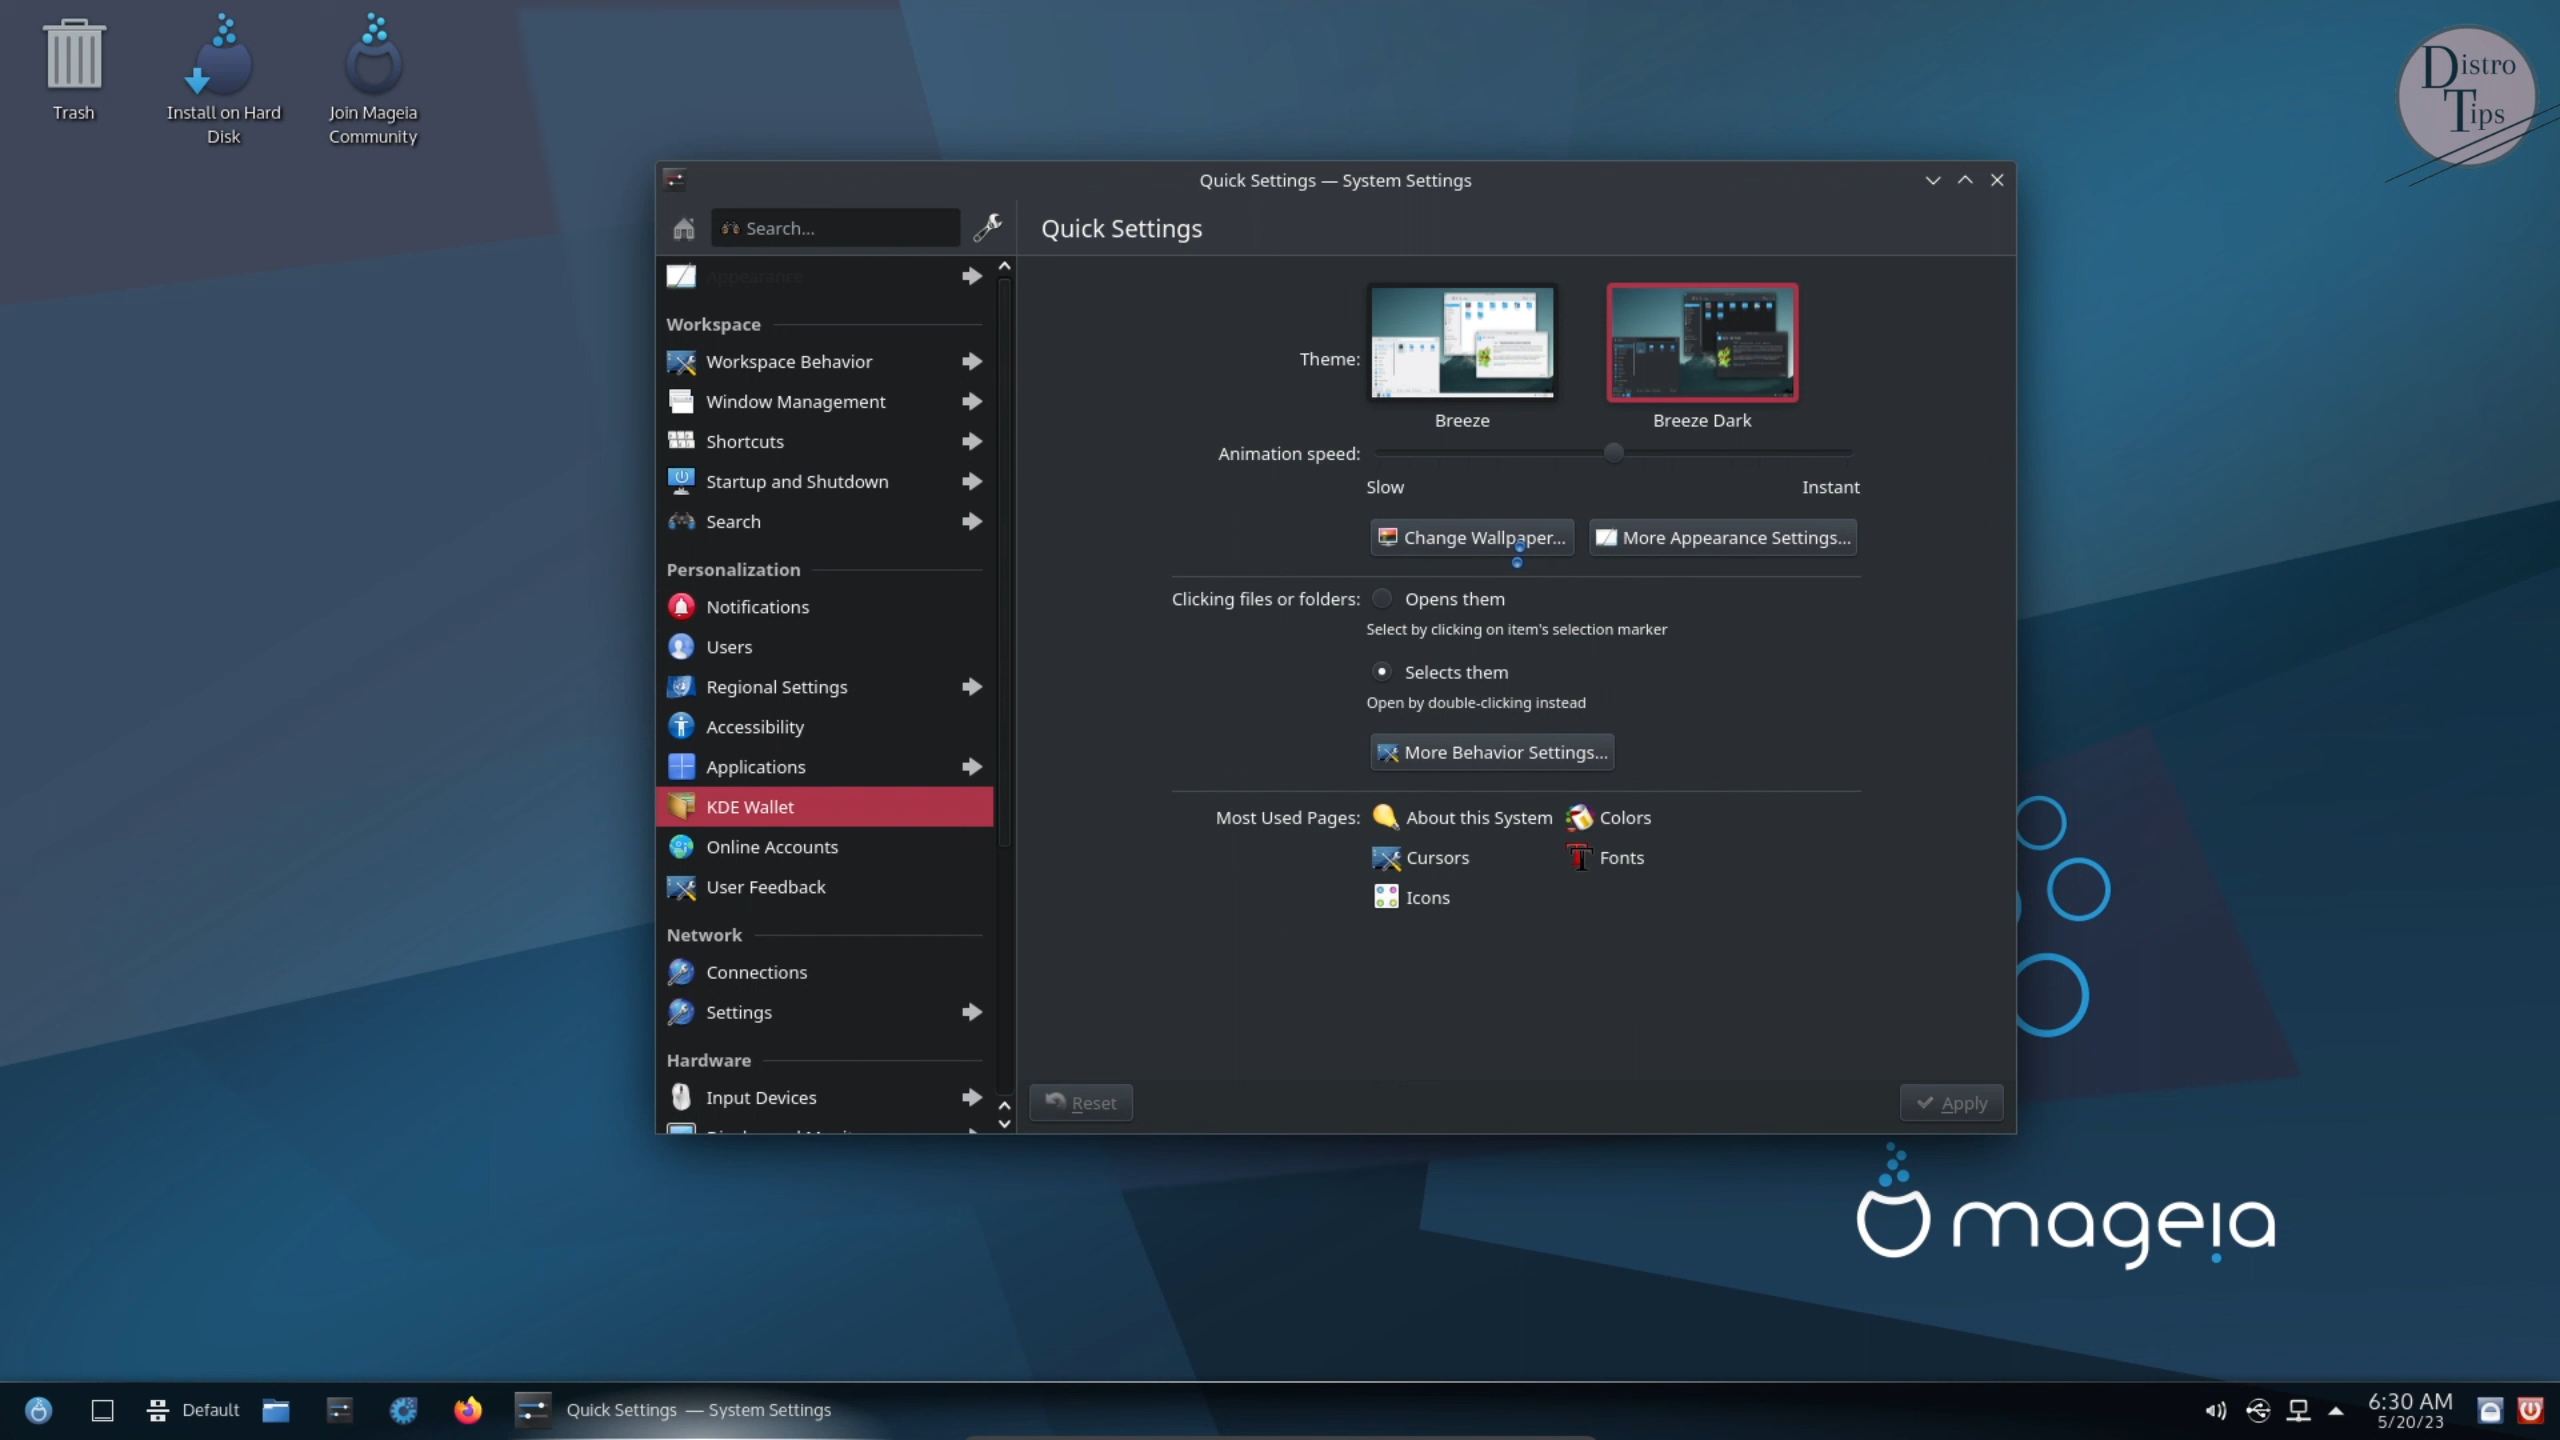 Trash
Install on Hard
Disk
Join Mageia
Community
Distro
Tips
Quick Settings — System Settings
Search...
Quick Settings
Appearance
Workspace
Workspace Behavior
Window Management
Shortcuts
Startup and Shutdown
Search
Personalization
Notifications
Users
Regional Settings
Accessibility
Applications
KDE Wallet
Online Accounts
User Feedback
Network
Connections
Settings
Hardware
Input Devices
Theme:
Breeze
Breeze Dark
Animation speed:
Slow
Instant
Change Wallpaper...
More Appearance Settings...
Clicking files or folders:
Opens them
Select by clicking on item's selection marker
Selects them
Open by double-clicking instead
More Behavior Settings...
Most Used Pages:
About this System
Colors
Cursors
Fonts
Icons
Reset
Apply
mageia
Default
Quick Settings — System Settings
6:30 AM
5/20/23